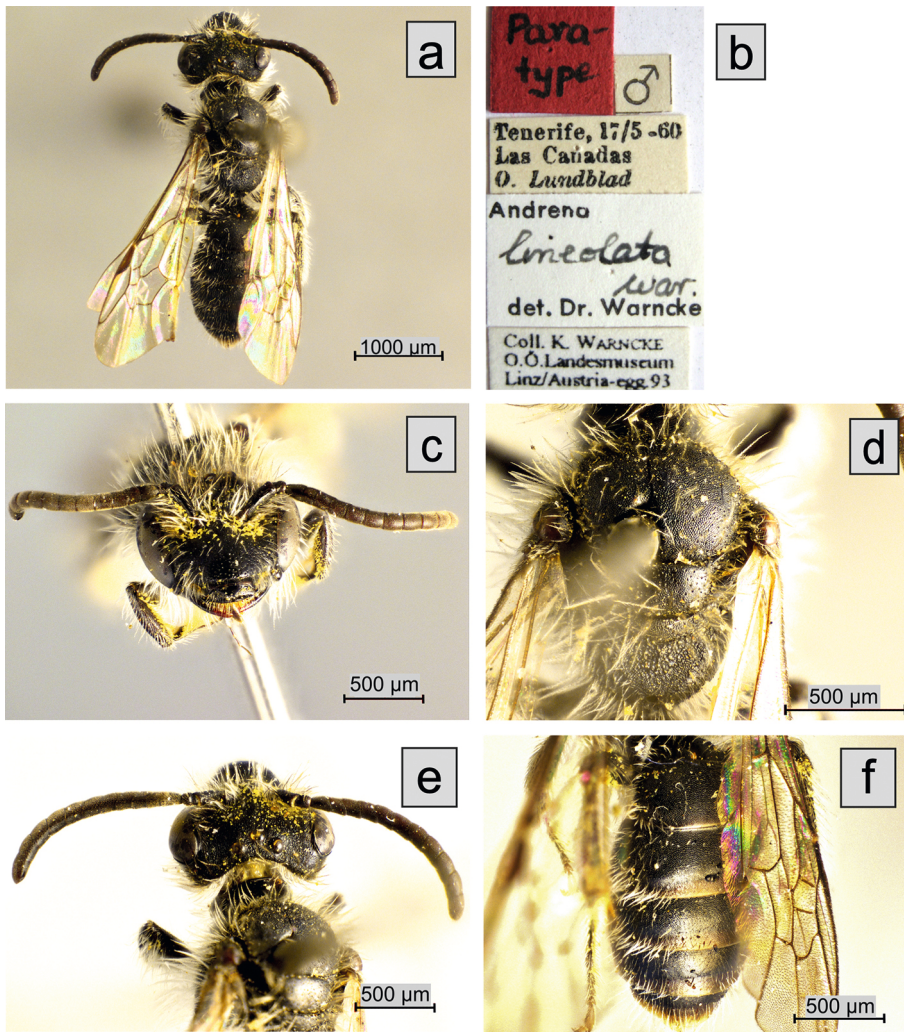 a
Para-
type
♂
b
Tenerife, 17/5 -60
Las Cañadas
O. Lundblad
Andrena
lineolata
war.
det. Dr. Warncke
Coll. K. WARNCKE
O.Ö.Landesmuseum
Linz/Austria-egg.93
1000 µm
c
500 µm
d
500 µm
e
500 µm
f
500 µm